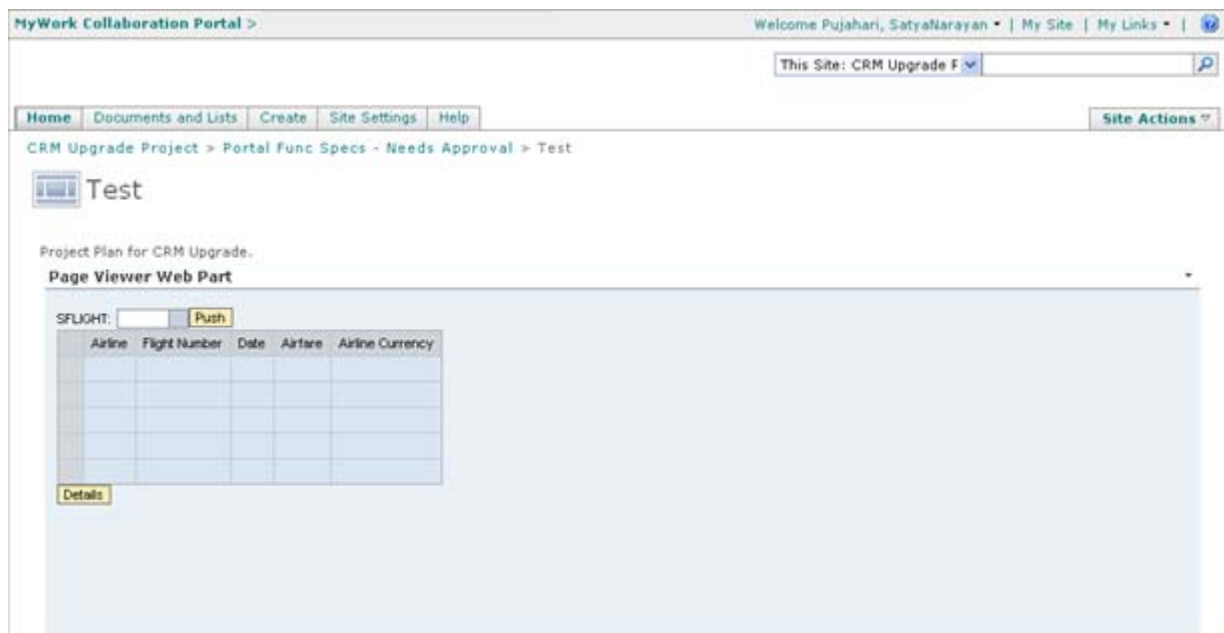 MyWork Collaboration Portal >
Welcome Pujahari, SatyaNarayan | My Site | My Links |
This Site: CRM Upgrade P
Home Documents and Lists Create Site Settings Help Site Actions
CRM Upgrade Project > Portal Func Specs - Needs Approval > Test
Test
Project Plan for CRM Upgrade.
Page Viewer Web Part
SFLIGHT: Push
Airline Flight Number Date Airfare Airline Currency
Details